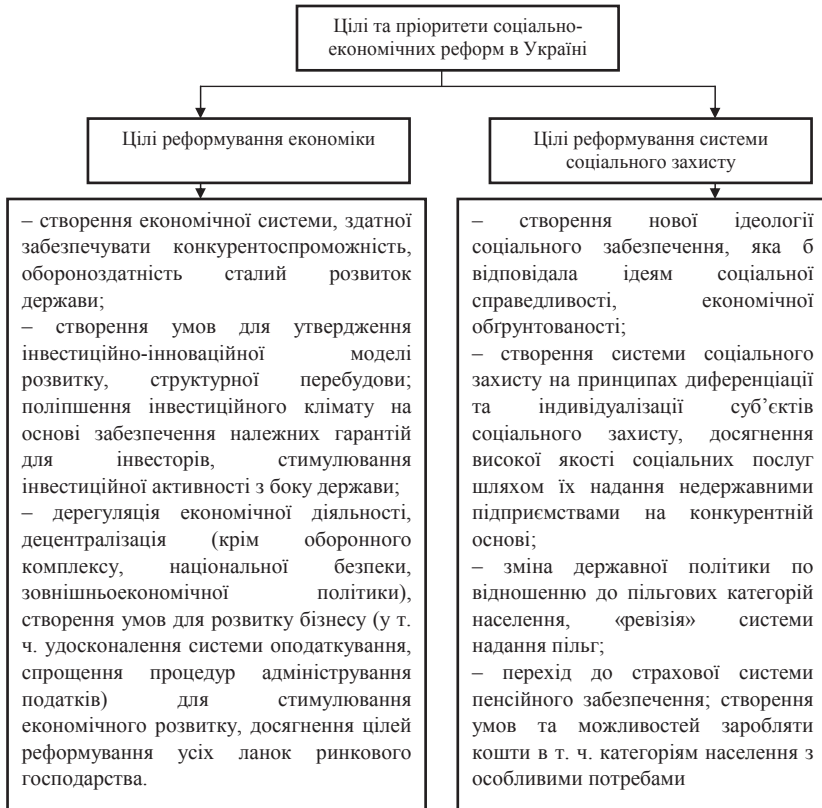 Цілі та пріоритети соціально-
економічних реформ в Україні
Цілі реформування економіки
Цілі реформування системи
соціального захисту
– створення економічної системи, здатної
забезпечувати конкурентоспроможність,
обороноздатність сталий розвиток
держави;
– створення умов для утвердження
інвестиційно-інноваційної моделі
розвитку, структурної перебудови;
поліпшення інвестиційного клімату на
основі забезпечення належних гарантій
для інвесторів, стимулювання
інвестиційної активності з боку держави;
– дерегуляція економічної діяльності,
децентралізація (крім оборонного
комплексу, національної безпеки,
зовнішньоекономічної політики),
створення умов для розвитку бізнесу (у т.
ч. удосконалення системи оподаткування,
спрощення процедур адміністрування
податків) для стимулювання
економічного розвитку, досягнення цілей
реформування усіх ланок ринкового
господарства.
– створення нової ідеології
соціального забезпечення, яка б
відповідала ідеям соціальної
справедливості, економічної
обґрунтованості;
– створення системи соціального
захисту на принципах диференціації
та індивідуалізації суб’єктів
соціального захисту, досягнення
високої якості соціальних послуг
шляхом їх надання недержавними
підприємствами на конкурентній
основі;
– зміна державної політики по
відношенню до пільгових категорій
населення, «ревізія» системи
надання пільг;
– перехід до страхової системи
пенсійного забезпечення; створення
умов та можливостей заробляти
кошти в т. ч. категоріям населення з
особливими потребами